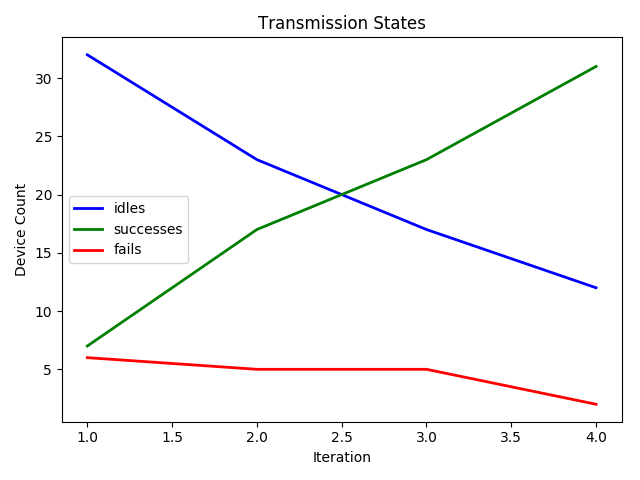 Transmission States
Device Count
30
25
20
15
10
5
idles
successes
fails
1.0 1.5 2.0 2.5 3.0 3.5 4.0
Iteration